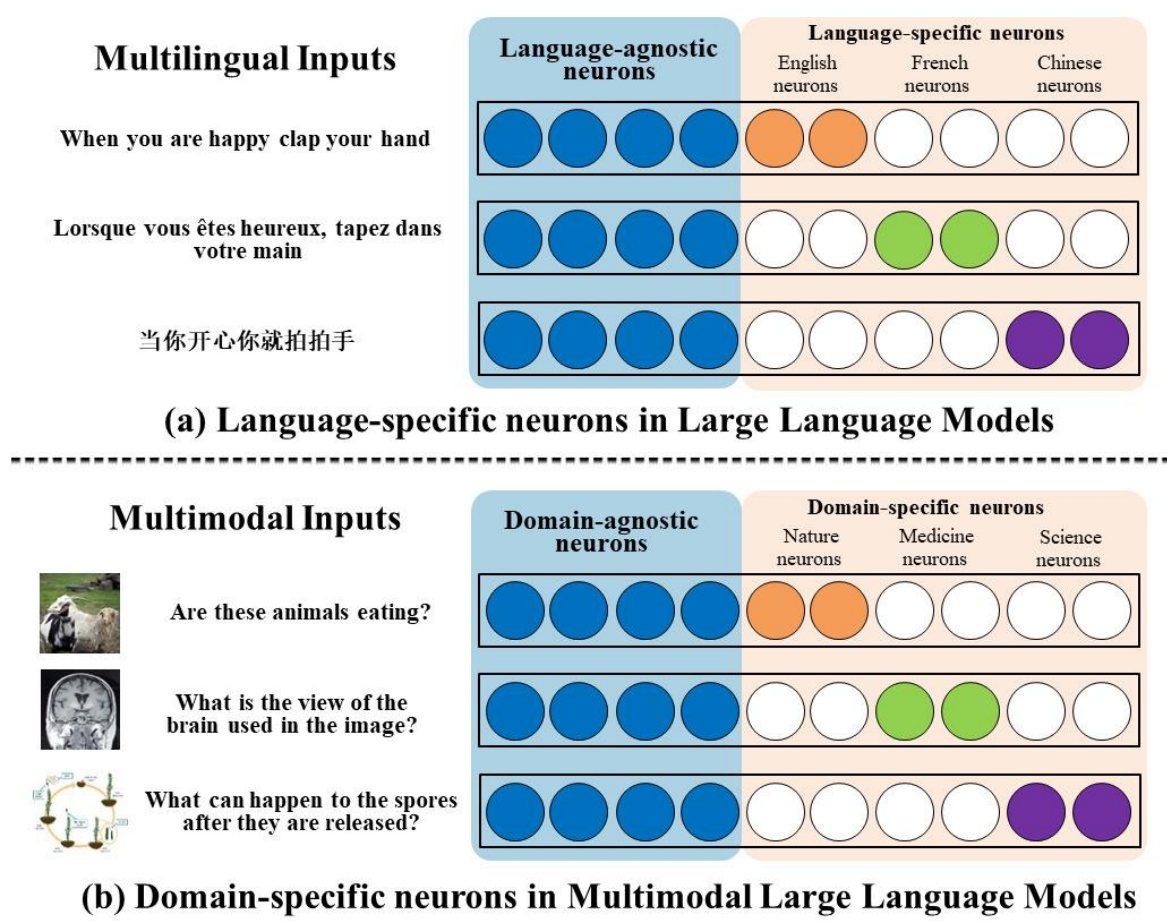 Multilingual Inputs
Language-agnostic
neurons
Language-specific neurons
English
neurons
French
neurons
Chinese
neurons
When you are happy clap your hand
Lorsque vous êtes heureux, tapez dans
votre main
当你开心你就拍拍手
(a) Language-specific neurons in Large Language Models
Multimodal Inputs
Domain-agnostic
neurons
Domain-specific neurons
Nature
neurons
Medicine
neurons
Science
neurons
Are these animals eating?
What is the view of the
brain used in the image?
What can happen to the spores
after they are released?
(b) Domain-specific neurons in Multimodal Large Language Models